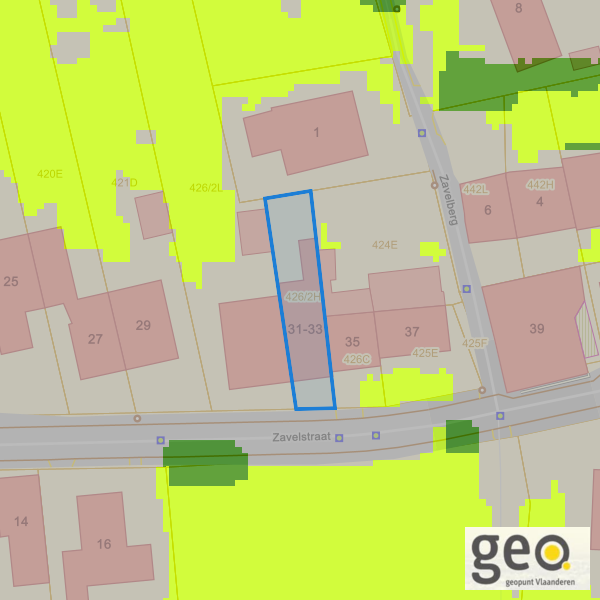 8
1
420E
421D
426/2L
442L
442H
6
4
Zavelberg
424E
25
27
29
426/2H
31-33
35
37
39
426C
425E
425F
Zavelstraat
14
16
geo
geopunt Vlaanderen